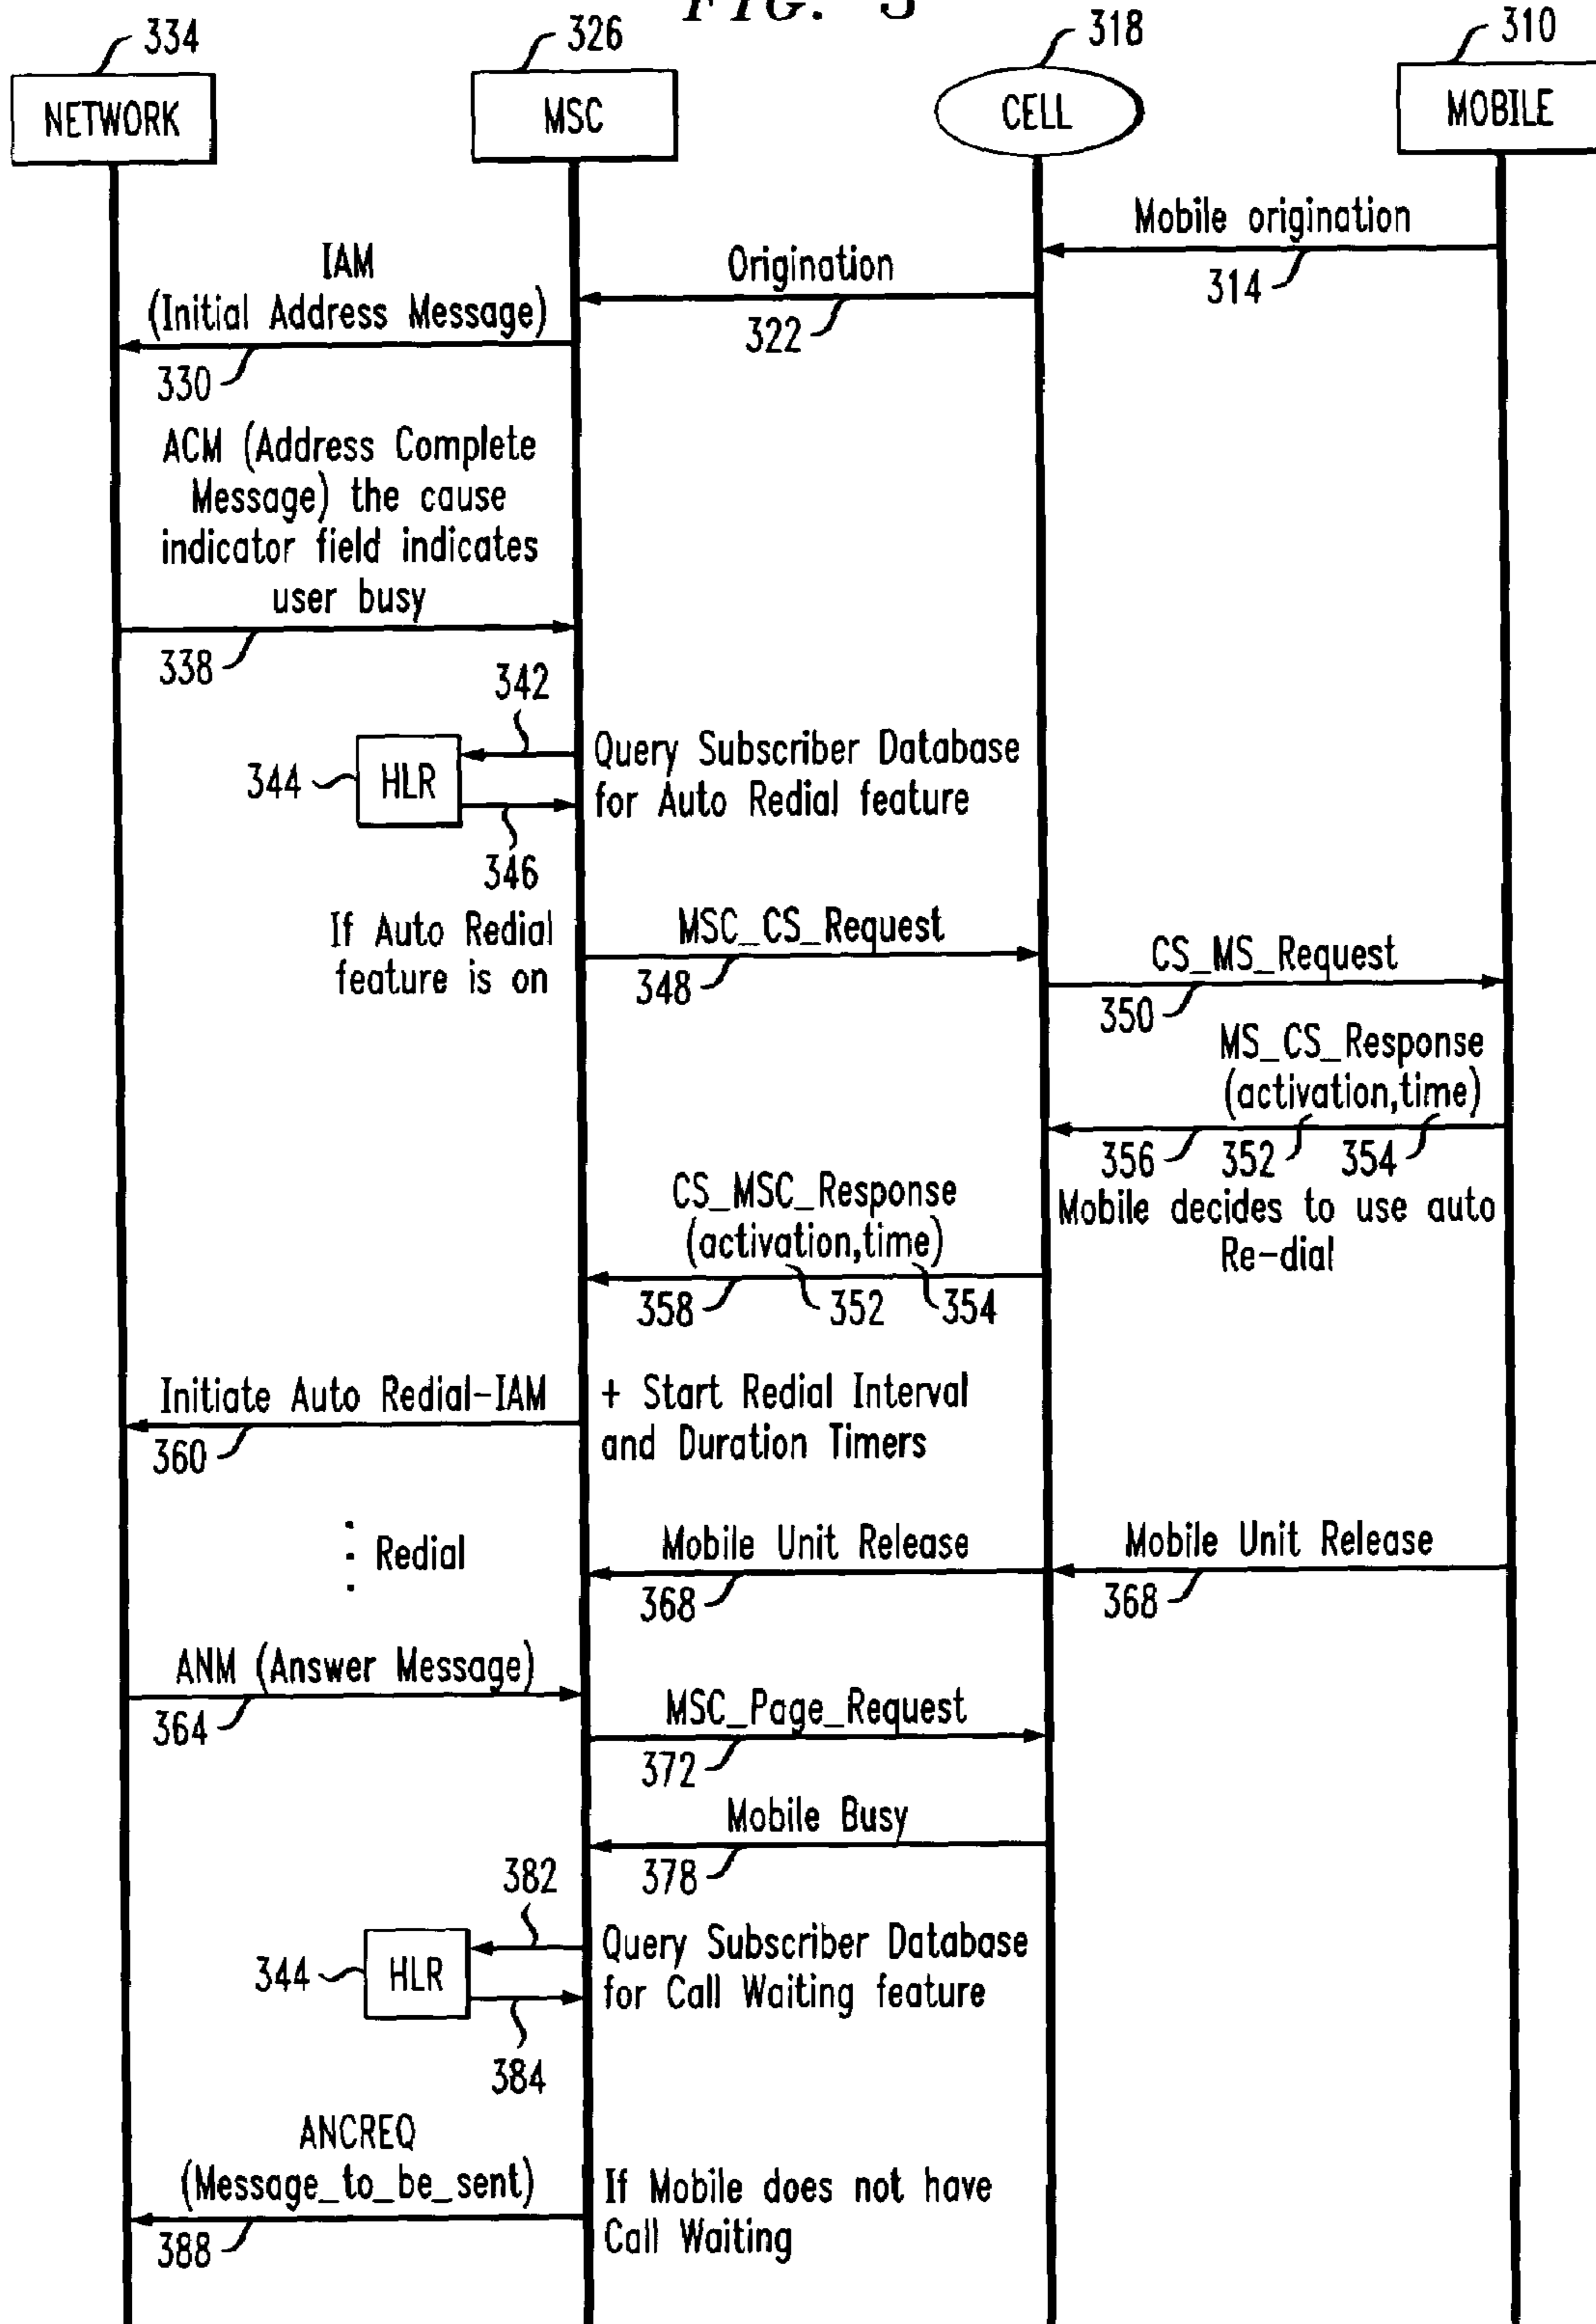 FIG. 3
334
326
318
310
NETWORK
MSC
CELL
MOBILE
Mobile origination
314
Origination
322
IAM
(Initial Address Message)
330
ACM (Address Complete
Message) the cause
indicator field indicates
user busy
338
342
344
HLR
Query Subscriber Database
for Auto Redial feature
346
If Auto Redial
feature is on
MSC_CS_Request
348
CS_MS_Request
350
MS_CS_Response
(activation,time)
356 352 354
Mobile decides to use auto
Re-dial
CS_MSC_Response
(activation,time)
358 352 354
Initiate Auto Redial-IAM
360
+ Start Redial Interval
and Duration Timers
Redial
Mobile Unit Release
368
Mobile Unit Release
368
ANM (Answer Message)
364
MSC_Page_Request
372
Mobile Busy
378
382
344
HLR
Query Subscriber Database
for Call Waiting feature
384
ANCREQ
(Message_to_be_sent)
388
If Mobile does not have
Call Waiting